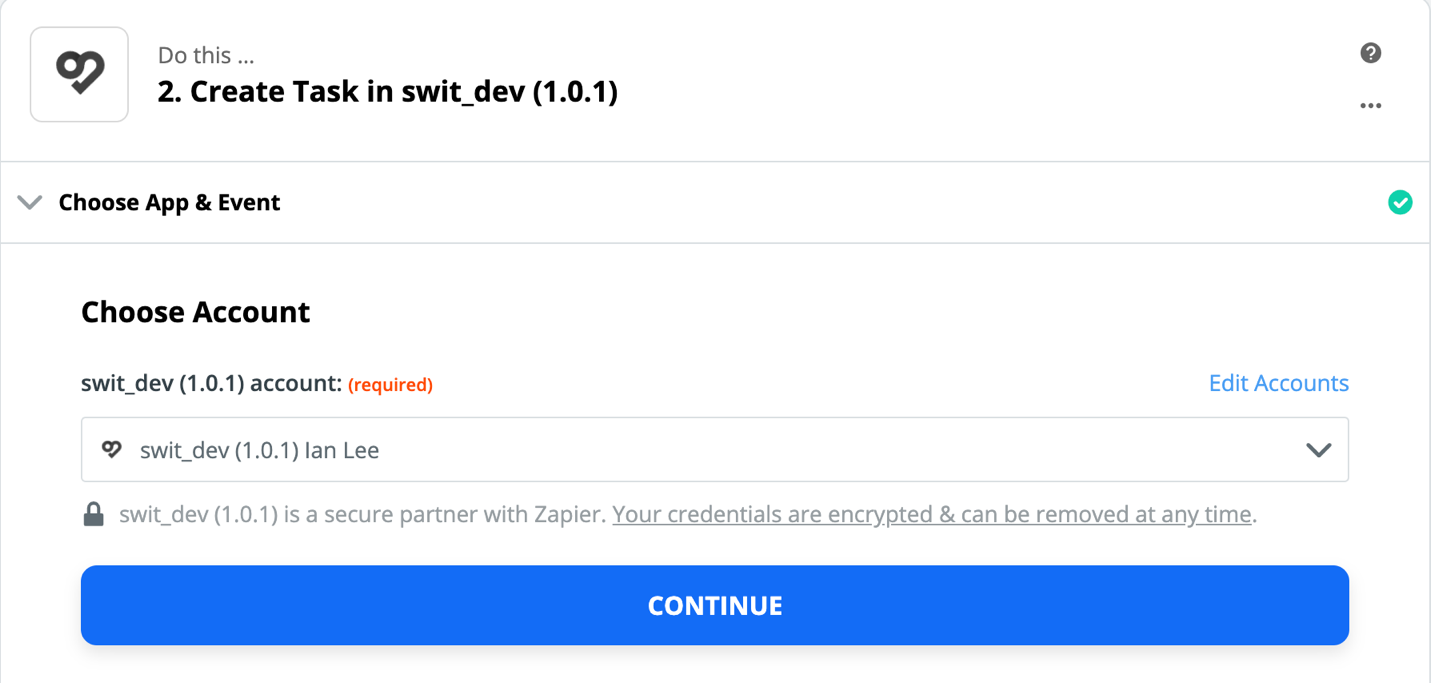 Do this ...
2. Create Task in swit_dev (1.0.1)
Choose App & Event
Choose Account
swit_dev (1.0.1) account: (required)
Edit Accounts
swit_dev (1.0.1) Ian Lee
swit_dev (1.0.1) is a secure partner with Zapier. Your credentials are encrypted & can be removed at any time.
CONTINUE